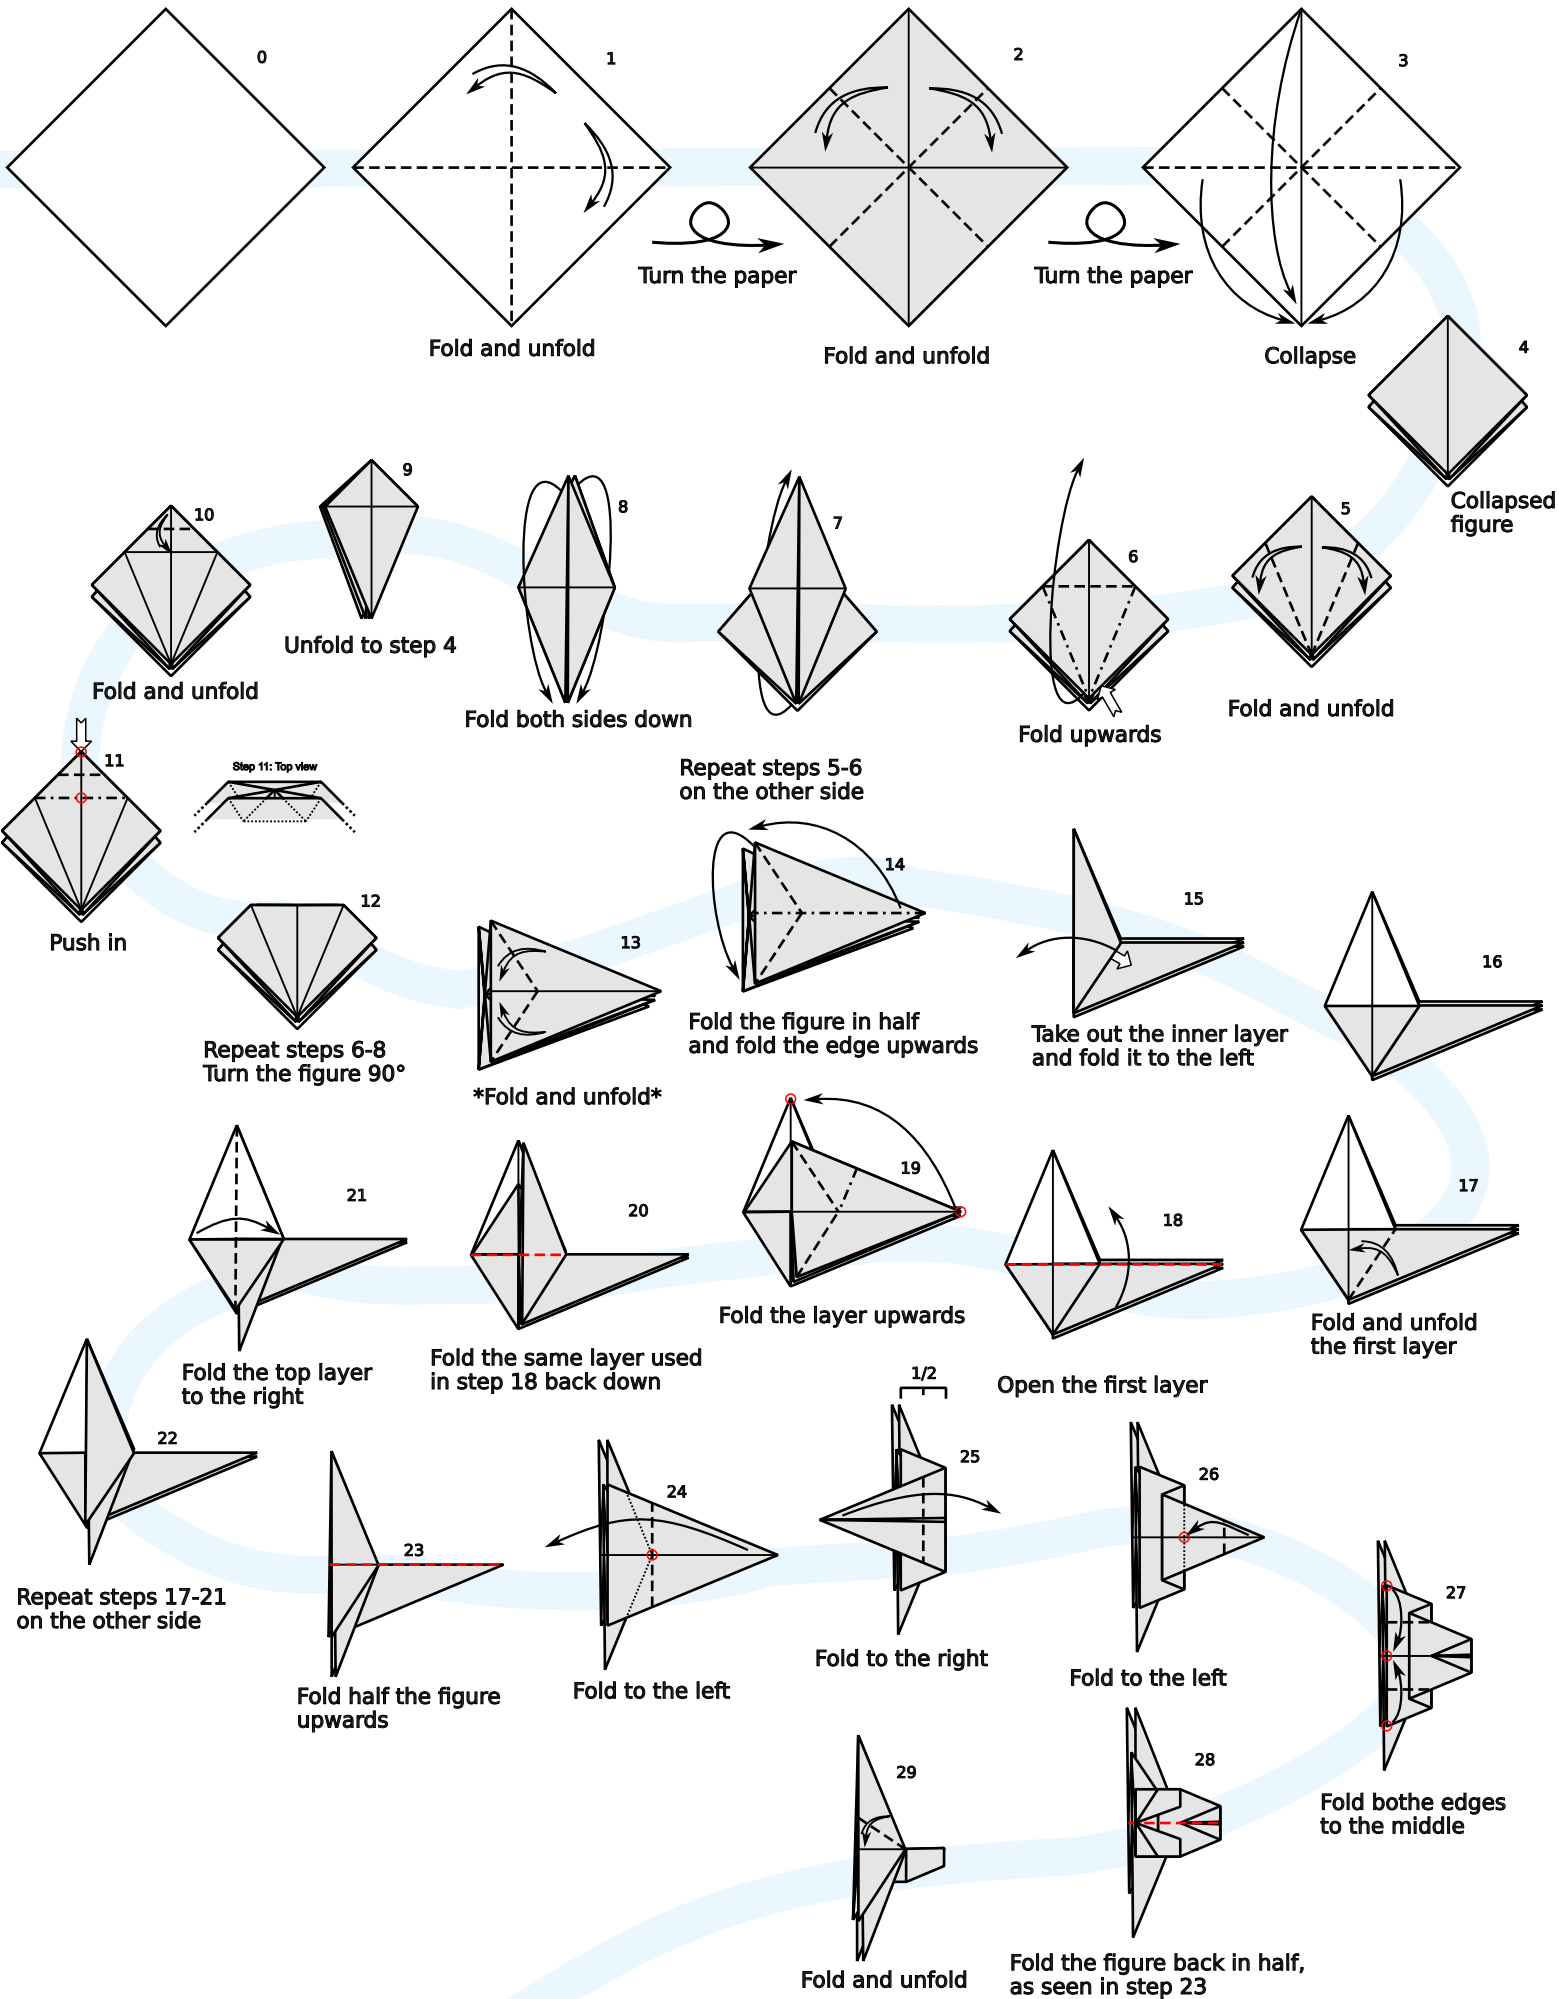 0
1
Fold and unfold
Turn the paper
2
Fold and unfold
Turn the paper
3
Collapse
4
Collapsed
figure
5
Fold and unfold
6
Fold upwards
7
Repeat steps 5-6
on the other side
8
Fold both sides down
9
Unfold to step 4
10
Fold and unfold
11
Push in
Step 11: Top view
12
Repeat steps 6-8
Turn the figure 90°
13
*Fold and unfold*
14
Fold the figure in half
and fold the edge upwards
15
Take out the inner layer
and fold it to the left
16
17
Fold and unfold
the first layer
18
Open the first layer
19
Fold the layer upwards
20
Fold the same layer used
in step 18 back down
21
Fold the top layer
to the right
22
Repeat steps 17-21
on the other side
23
Fold half the figure
upwards
24
Fold to the left
1/2
25
Fold to the right
26
Fold to the left
27
Fold bothe edges
to the middle
28
Fold the figure back in half,
as seen in step 23
29
Fold and unfold